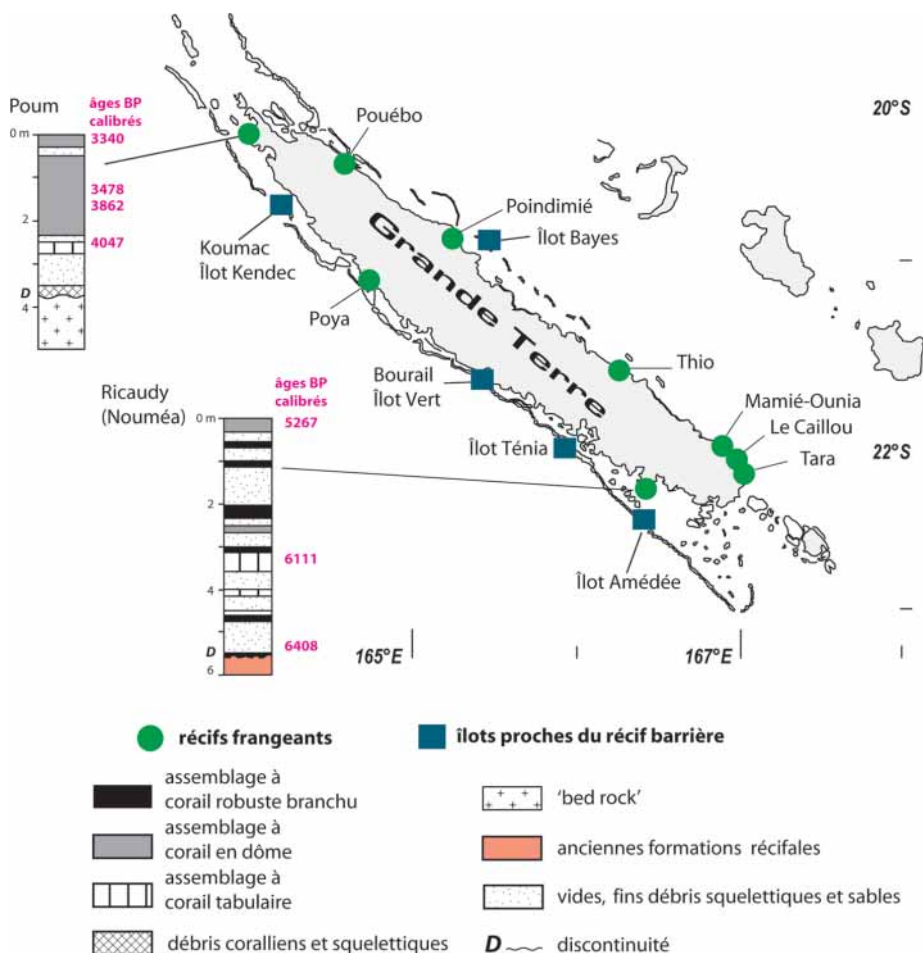 Poum
âges BP
calibrés
0 m
3340
3478
3862
2
4047
D
4
Pouébo
20°S
Poindimié
Îlot Bayes
Koumac
Îlot Kendec
Grande Terre
Poya
Thio
Bourail
Îlot Vert
Mamié-Ounia
Le Caillou
Tara
22°S
Îlot Ténia
Îlot Amédée
Ricaudy
(Nouméa)
âges BP
calibrés
0 m
5267
2
6111
4
6408
D
6
165°E
167°E
récifs frangeants
îlots proches du récif barrière
assemblage à
corail robuste branchu
assemblage à
corail en dôme
assemblage à
corail tabulaire
débris coralliens et squelettiques
'bed rock'
anciennes formations récifales
vides, fins débris squelettiques et sables
D discontinuité